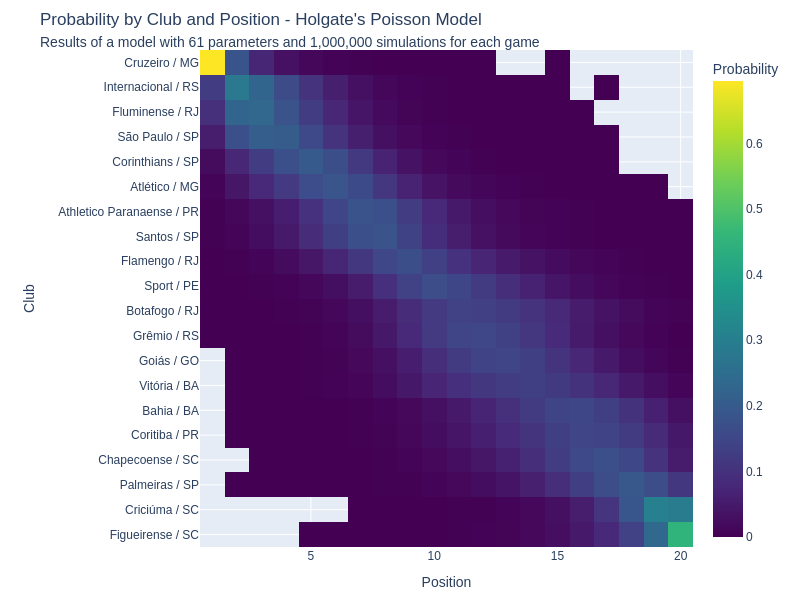 Probability by Club and Position - Holgate's Poisson Model
Results of a model with 61 parameters and 1,000,000 simulations for each game
Probability
Club
Cruzeiro / MG
Internacional / RS
Fluminense / RJ
São Paulo / SP
Corinthians / SP
Atlético / MG
Athletico Paranaense / PR
Santos / SP
Flamengo / RJ
Sport / PE
Botafogo / RJ
Grêmio / RS
Goiás / GO
Vitória / BA
Bahia / BA
Coritiba / PR
Chapecoense / SC
Palmeiras / SP
Criciúma / SC
Figueirense / SC
0.6
0.5
0.4
0.3
0.2
0.1
0
5 10 15 20
Position